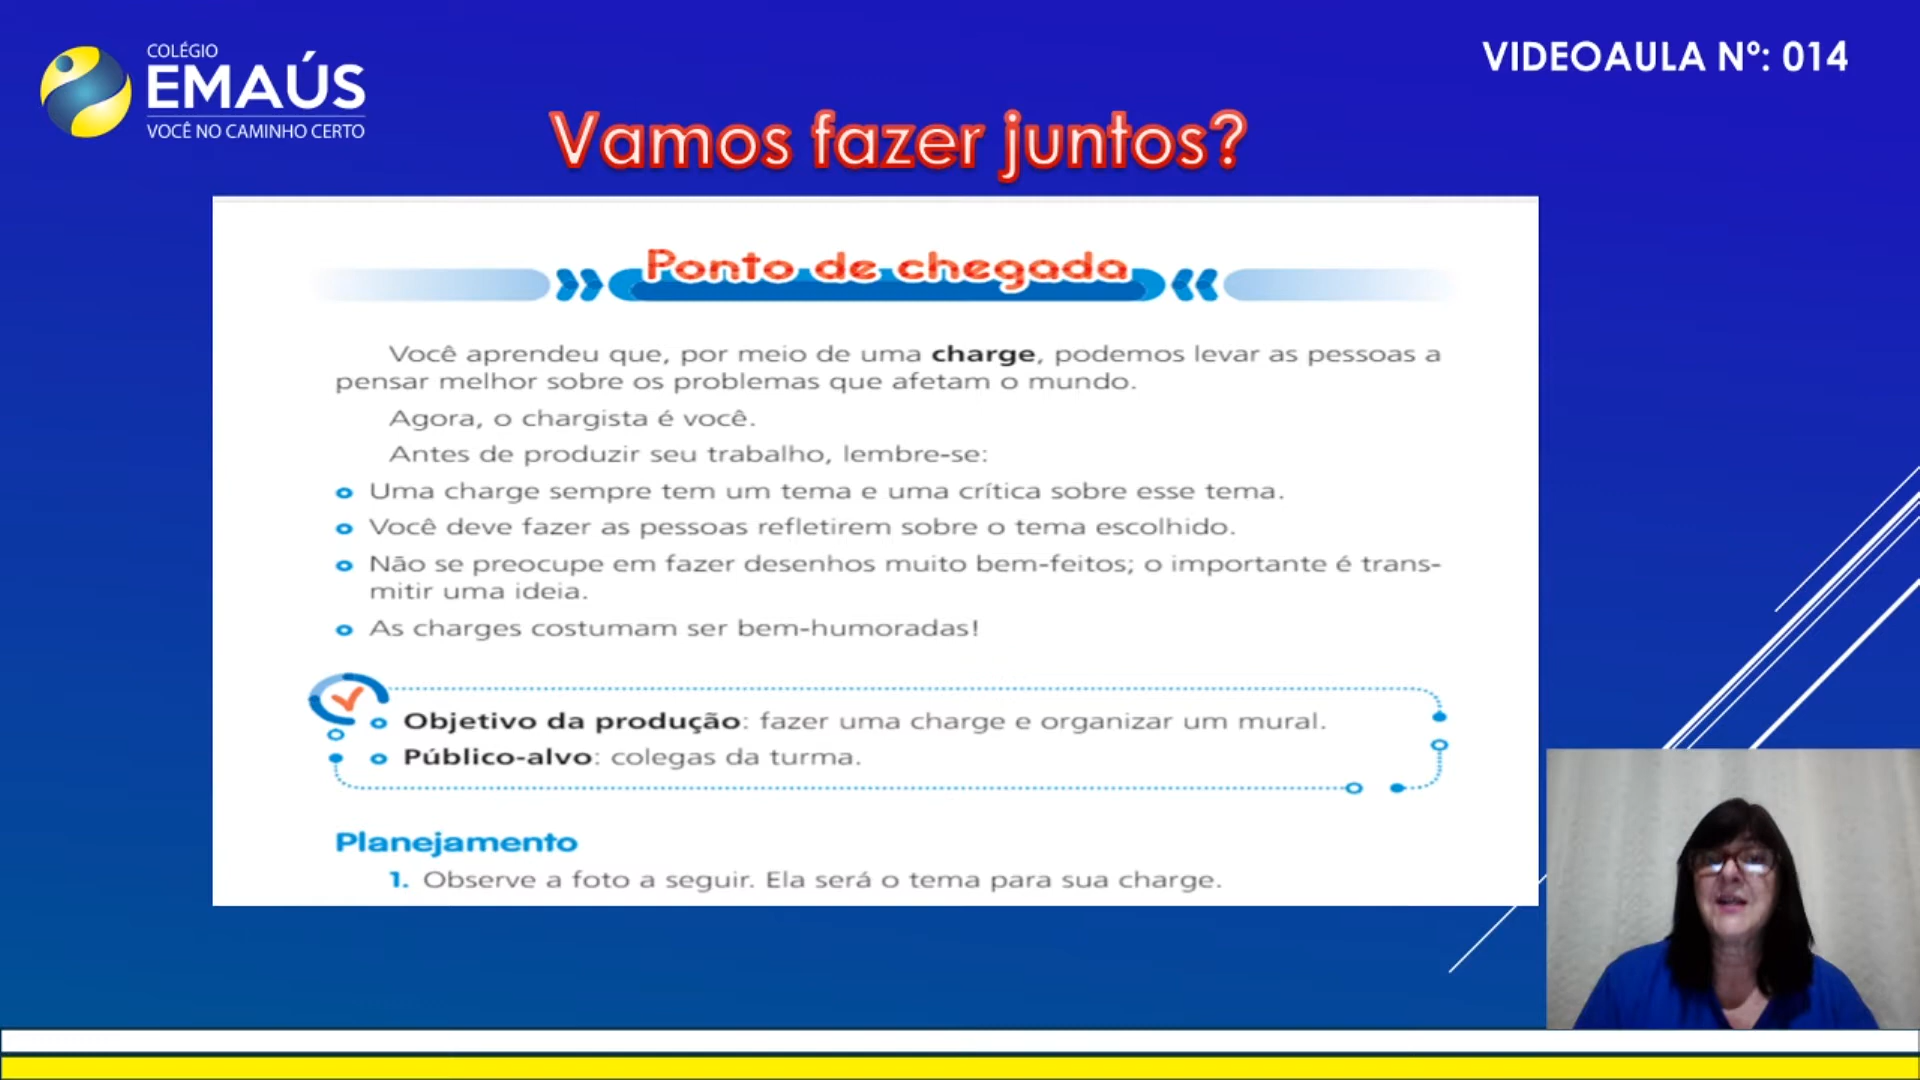 COLÉGIO
EMAÚS
VOCÊ NO CAMINHO CERTO
VIDEOAULA Nº: 014
Vamos fazer juntos?
Ponto de chegada
Você aprendeu que, por meio de uma charge, podemos levar as pessoas a
pensar melhor sobre os problemas que afetam o mundo.
Agora, o chargista é você.
Antes de produzir seu trabalho, lembre-se:
Uma charge sempre tem um tema e uma crítica sobre esse tema.
Você deve fazer as pessoas refletirem sobre o tema escolhido.
Não se preocupe em fazer desenhos muito bem-feitos; o importante é trans-
mitir uma ideia.
As charges costumam ser bem-humoradas!
Objetivo da produção: fazer uma charge e organizar um mural.
Público-alvo: colegas da turma.
Planejamento
1. Observe a foto a seguir. Ela será o tema para sua charge.